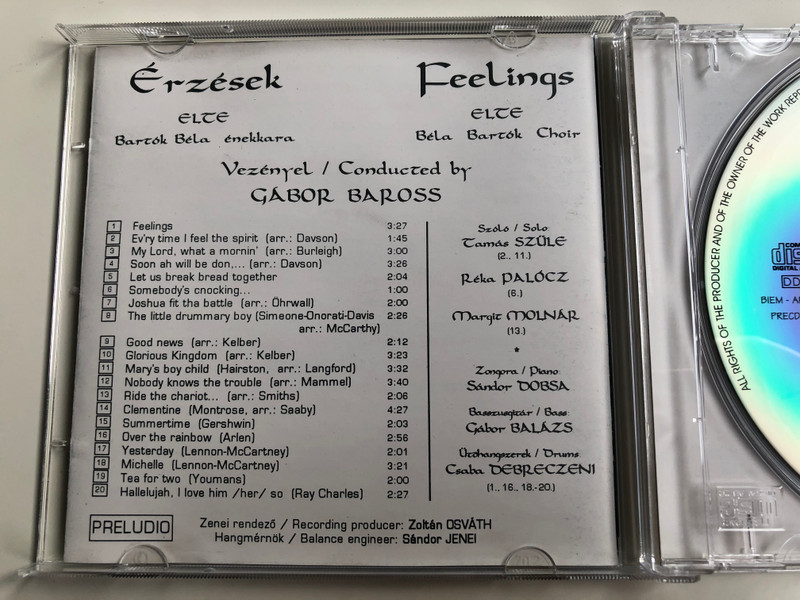 Érzések
Feelings
ELTE
Bartók Béla énekkara
ELTE
Béla Bartók Choir
Vezényel / Conducted by
GÁBOR BAROSS
1 Feelings 3:27
2 Ev'ry time I feel the spirit (arr.: Davson) 1:45
3 My Lord, what a mornin' (arr.: Burleigh) 3:00
4 Soon ah will be don,... (arr.: Davson) 3:26
5 Let us break bread together 2:04
6 Somebody's cnocking... 1:00
7 Joshua fit tha battle (arr.: Öhrwall) 2:00
8 The little drummary boy (Simeone-Onorati-Davis 2:26
arr.: McCarthy)
9 Good news (arr.: Kelber) 2:12
10 Glorious Kingdom (arr.: Kelber) 3:23
11 Mary's boy child (Hairston, arr.: Langford) 3:32
12 Nobody knows the trouble (arr.: Mammel) 3:40
13 Ride the chariot... (arr.: Smiths) 2:06
14 Clementine (Montrose, arr.: Saaby) 4:27
15 Summertime (Gershwin) 2:03
16 Over the rainbow (Arlen) 2:56
17 Yesterday (Lennon-McCartney) 2:01
18 Michelle (Lennon-McCartney) 3:21
19 Tea for two (Youmans) 2:00
20 Hallelujah, I love him /her/ so (Ray Charles) 2:27
Szóló / Solo:
Tamás SZÜLE
(2., 11.)
Réka PALÓCZ
(6.)
Margit MOLNÁR
(13.)
*
Zongora / Piano:
Sándor DOBSA
Basszusgitár / Bass:
Gábor BALÁZS
Ütőhangszerek / Drums:
Csaba DEBRECZENI
(1., 16., 18.-20.)
PRELUDIO
Zenei rendező / Recording producer: Zoltán OSVÁTH
Hangmérnök / Balance engineer: Sándor JENEI
ALL RIGHTS OF THE PRODUCER AND OF THE OWNER OF THE WORK
DIGITAL
BIEM
PRECD